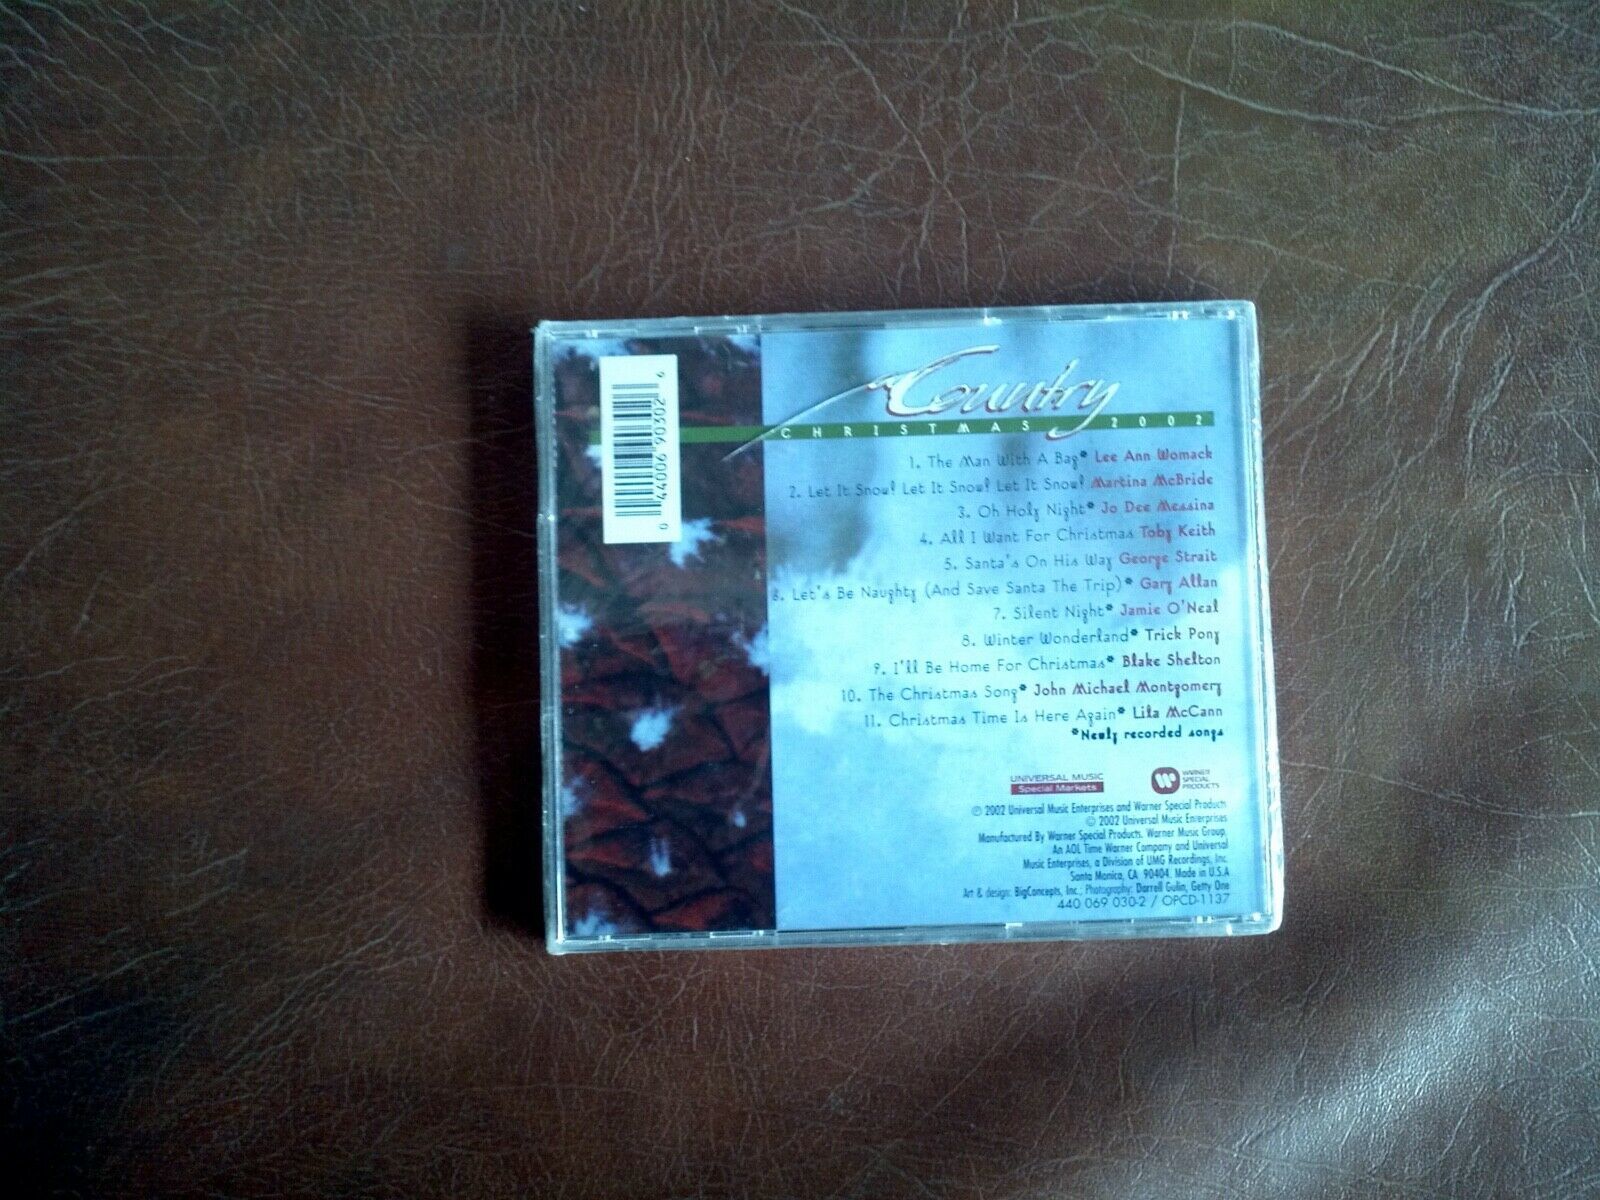 Country
CHRISTMAS 2002
1. The Man With A Bag* Lee Ann Womack
2. Let It Snow! Let It Snow! Let It Snow! Martina McBride
3. Oh Holy Night* Jo Dee Messina
4. All I Want For Christmas Toby Keith
5. Santa's On His Way George Strait
6. Let's Be Naughty (And Save Santa The Trip)* Gary Allan
7. Silent Night* Jamie O'Neal
8. Winter Wonderland* Trick Pony
9. I'll Be Home For Christmas* Blake Shelton
10. The Christmas Song* John Michael Montgomery
11. Christmas Time Is Here Again* Lila McCann
*Newly recorded songs
UNIVERSAL MUSIC
Special Markets
WARNER
SPECIAL
PRODUCTS
℗ 2002 Universal Music Enterprises and Warner Special Products
© 2002 Universal Music Enterprises
Manufactured By Warner Special Products. Warner Music Group,
An AOL Time Warner Company and Universal
Music Enterprises, a Division of UMG Recordings, Inc.
Santa Monica, CA 90404. Made in U.S.A
Art & design: BigConcepts, Inc.; Photography: Darrell Gulin, Getty One
440 069 030-2 / OPCD-1137
0 44006 90302 6